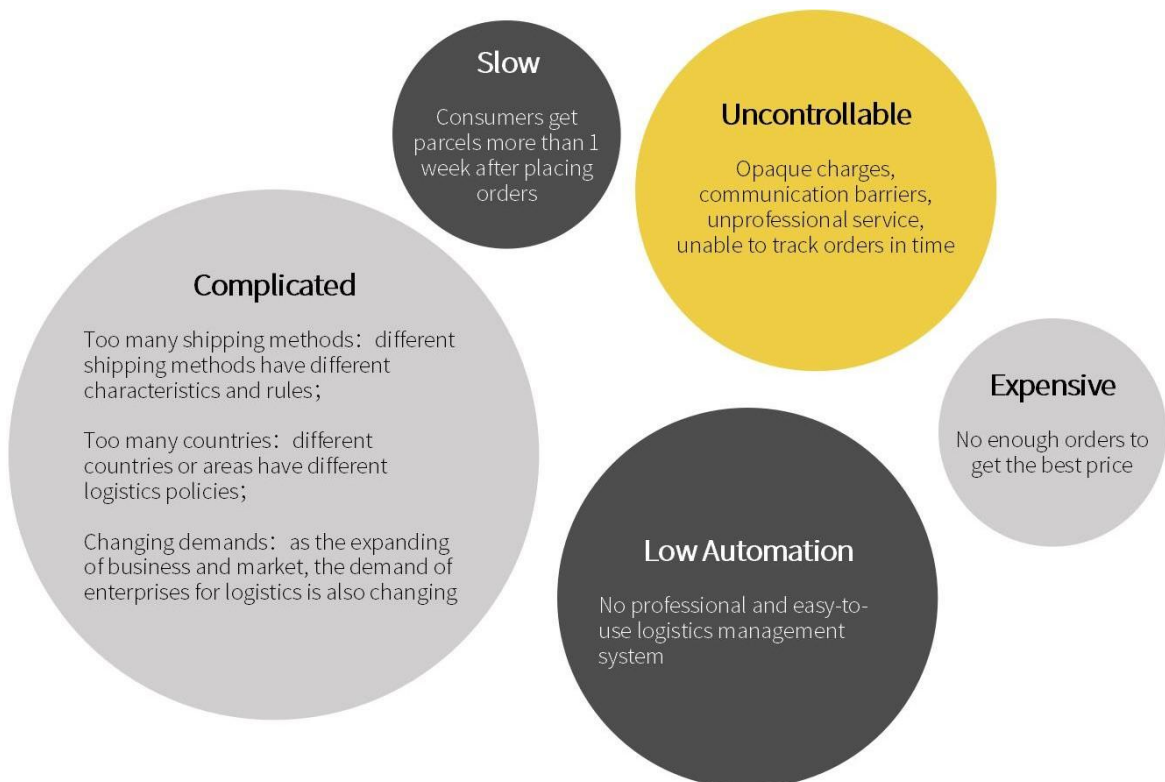 Slow
Consumers get
parcels more than 1
week after placing
orders
Uncontrollable
Opaque charges,
communication barriers,
unprofessional service,
unable to track orders in time
Complicated
Too many shipping methods：different
shipping methods have different
characteristics and rules；
Too many countries：different
countries or areas have different
logistics policies；
Changing demands：as the expanding
of business and market, the demand of
enterprises for logistics is also changing
Expensive
No enough orders to
get the best price
Low Automation
No professional and easy-to-
use logistics management
system